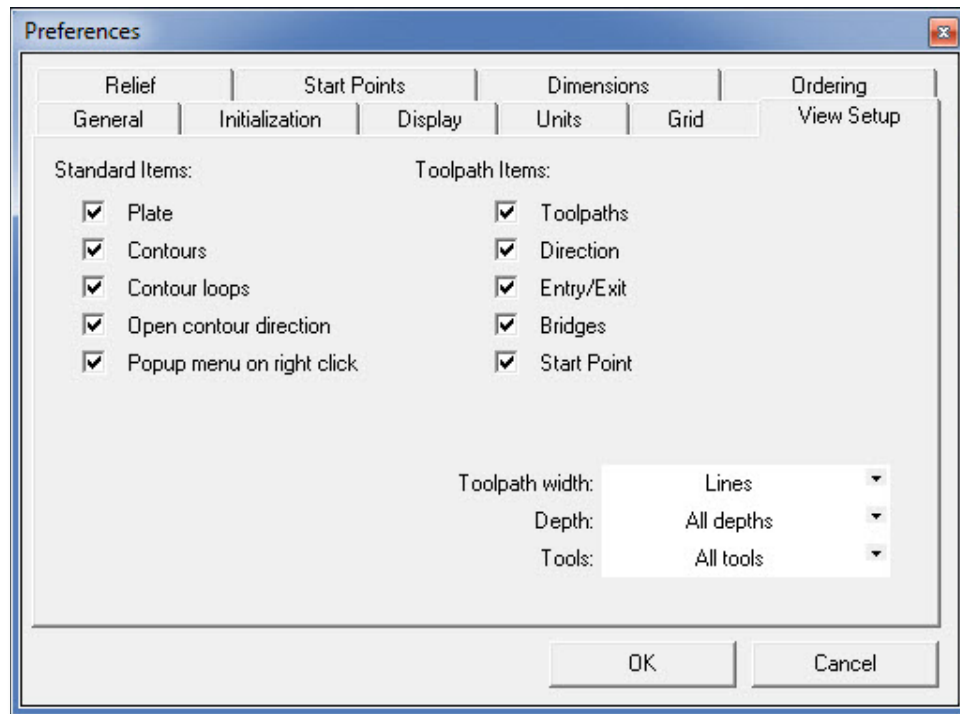 Preferences
Relief Start Points Dimensions Ordering
General Initialization Display Units Grid View Setup
Standard Items: Toolpath Items:
Plate Toolpaths
Contours Direction
Contour loops Entry/Exit
Open contour direction Bridges
Popup menu on right click Start Point
Toolpath width: Lines
Depth: All depths
Tools: All tools
OK Cancel